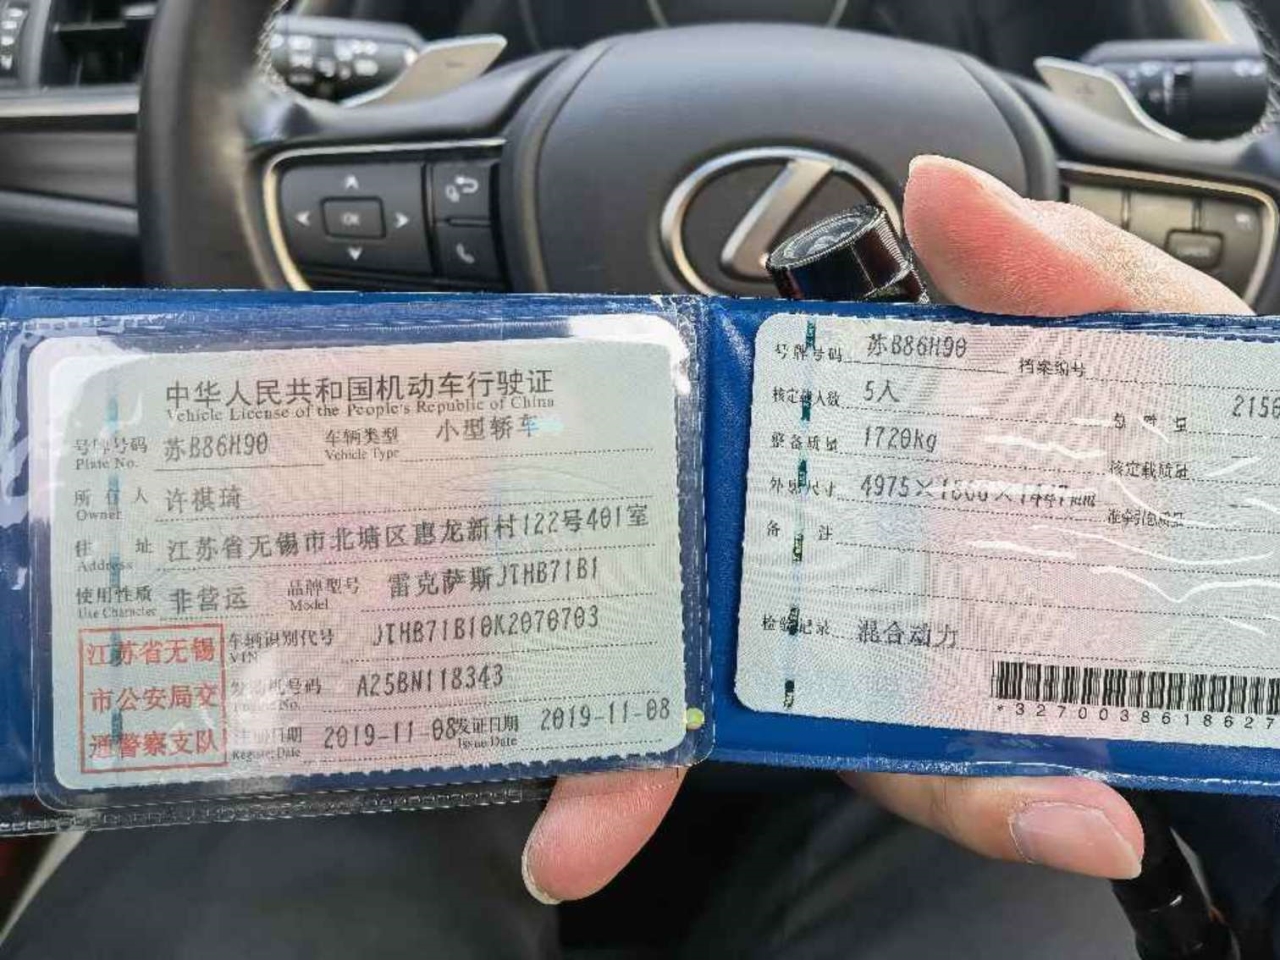 OK
中华人民共和国机动车行驶证
Vehicle License of the People's Republic of China
号牌号码 苏B86H90 车辆类型 小型轿车
Plate No. Vehicle Type
所有人 许祺琦
Owner
住址 江苏省无锡市北塘区惠龙新村122号401室
Address
使用性质 非营运 品牌型号 雷克萨斯JTHB71B1
Use Character Model
江苏省无锡
市公安局交
通警察支队
车辆识别代号 JTHB71B10K2070703
VIN
发动机号码 A25BN118343
Engine No.
注册日期 2019-11-08 发证日期 2019-11-08
Register Date Issue Date
号牌号码 苏B86H90 档案编号
核定载人数 5人 总质量 2156
整备质量 1720kg 核定载质量
外廓尺寸 4975× ×1447mm 准牵引总质量
备注
检验记录 混合动力
*3270038618627